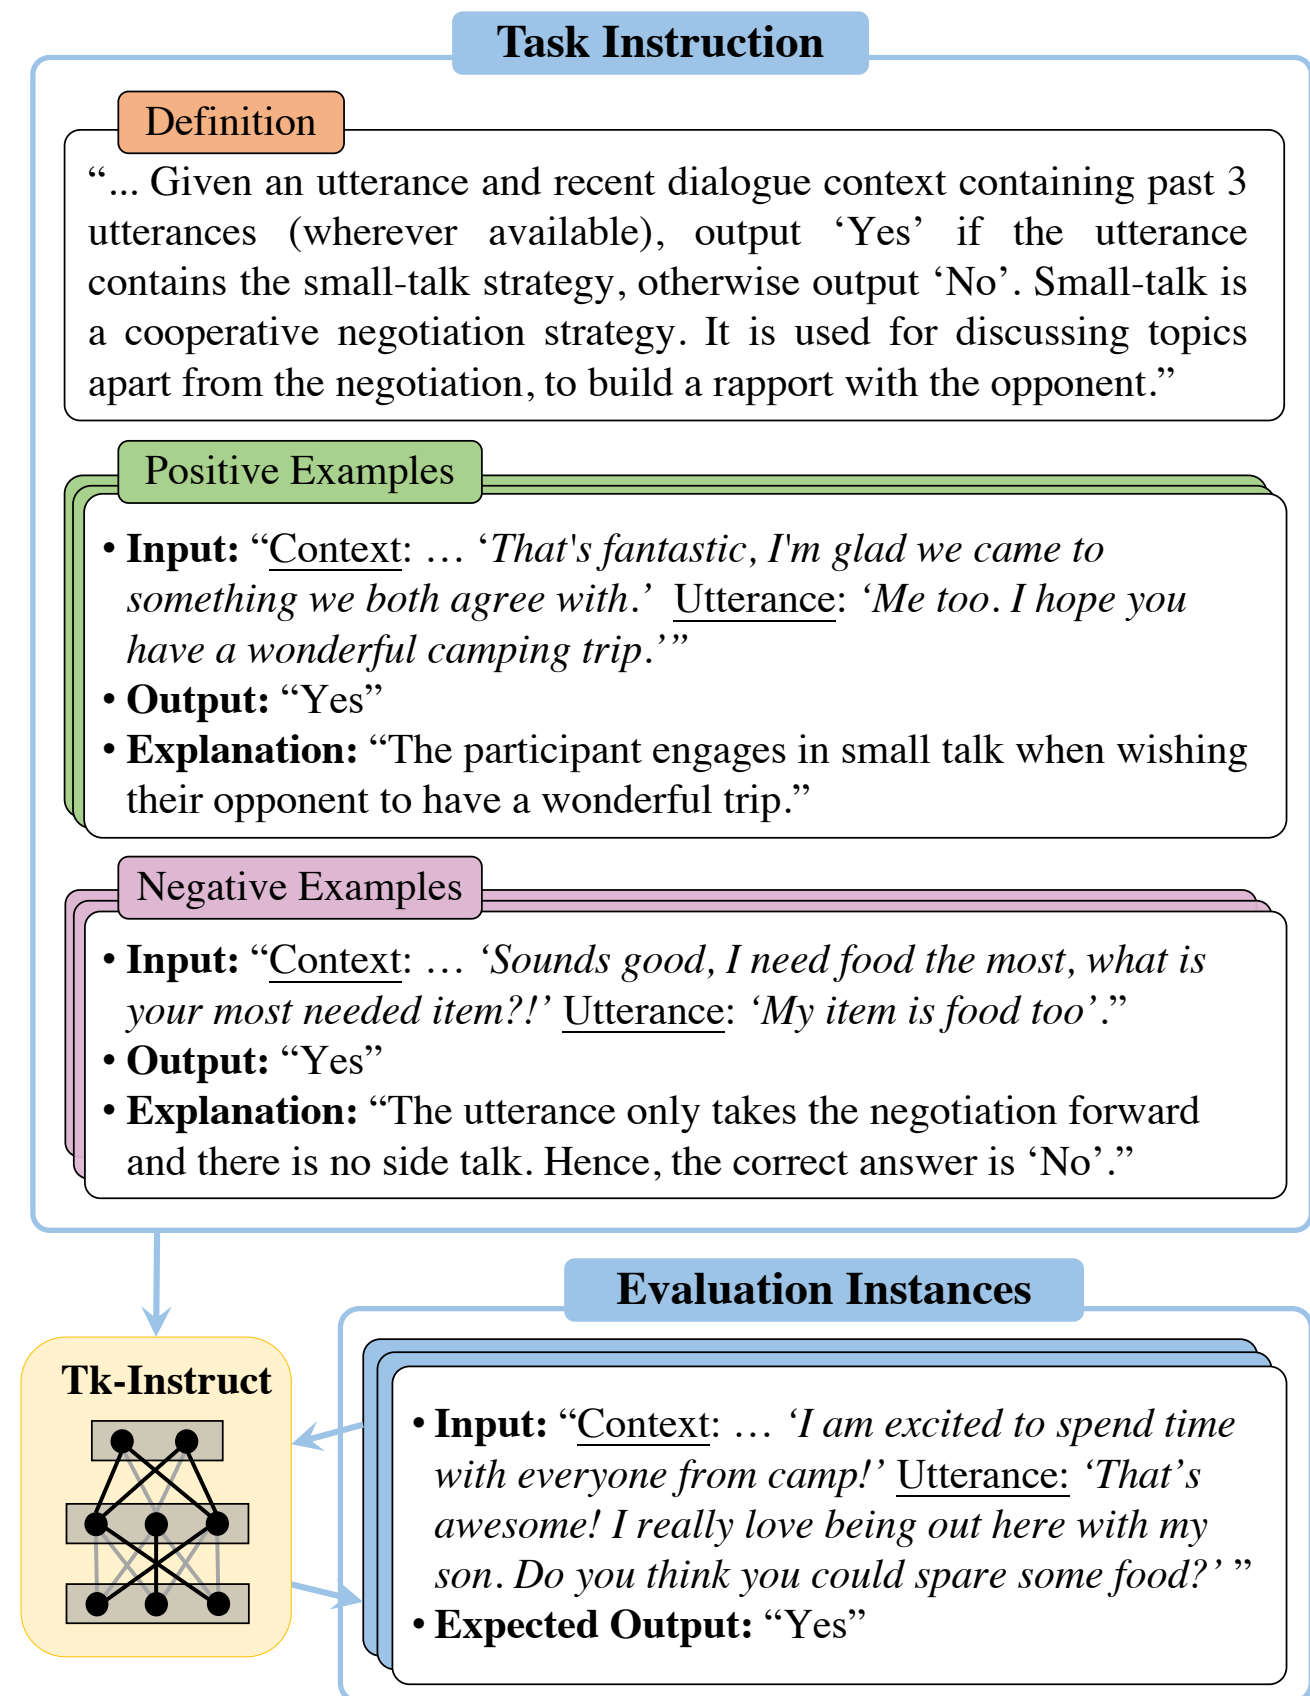 Task Instruction
Definition
“... Given an utterance and recent dialogue context containing past 3
utterances (wherever available), output ‘Yes’ if the utterance
contains the small-talk strategy, otherwise output ‘No’. Small-talk is
a cooperative negotiation strategy. It is used for discussing topics
apart from the negotiation, to build a rapport with the opponent.”
Positive Examples
• Input: “Context: … ‘That's fantastic, I'm glad we came to
something we both agree with.’ Utterance: ‘Me too. I hope you
have a wonderful camping trip.’”
• Output: “Yes”
• Explanation: “The participant engages in small talk when wishing
their opponent to have a wonderful trip.”
Negative Examples
• Input: “Context: … ‘Sounds good, I need food the most, what is
your most needed item?!’ Utterance: ‘My item is food too’.”
• Output: “Yes”
• Explanation: “The utterance only takes the negotiation forward
and there is no side talk. Hence, the correct answer is ‘No’.”
Tk-Instruct
Evaluation Instances
• Input: “Context: … ‘I am excited to spend time
with everyone from camp!’ Utterance: ‘That’s
awesome! I really love being out here with my
son. Do you think you could spare some food?’ ”
• Expected Output: “Yes”